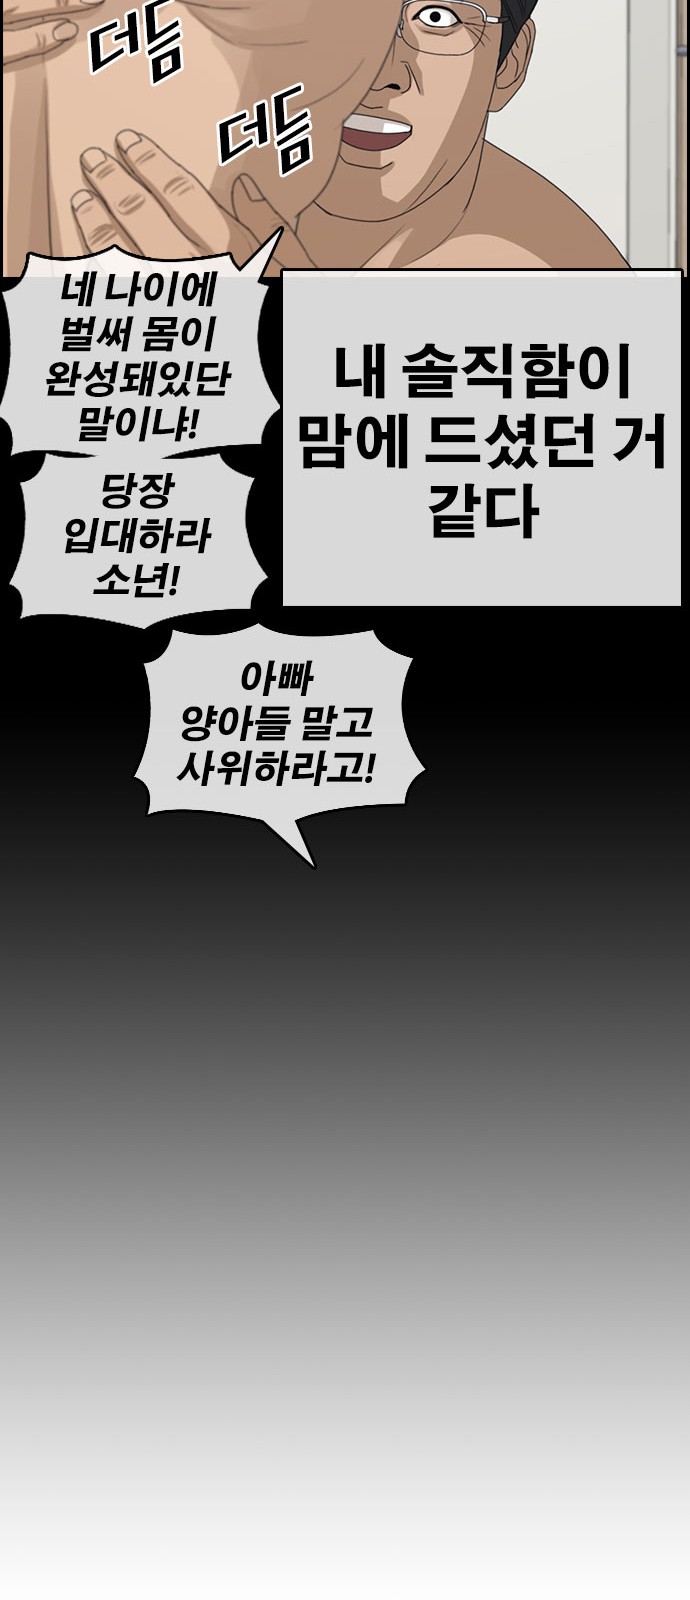 더듬
더듬
네 나이에
벌써 몸이
완성돼있단
말이냐!
내 솔직함이
맘에 드셨던 거
같다
당장
입대하라
소년!
아빠
양아들 말고
사위하라고!